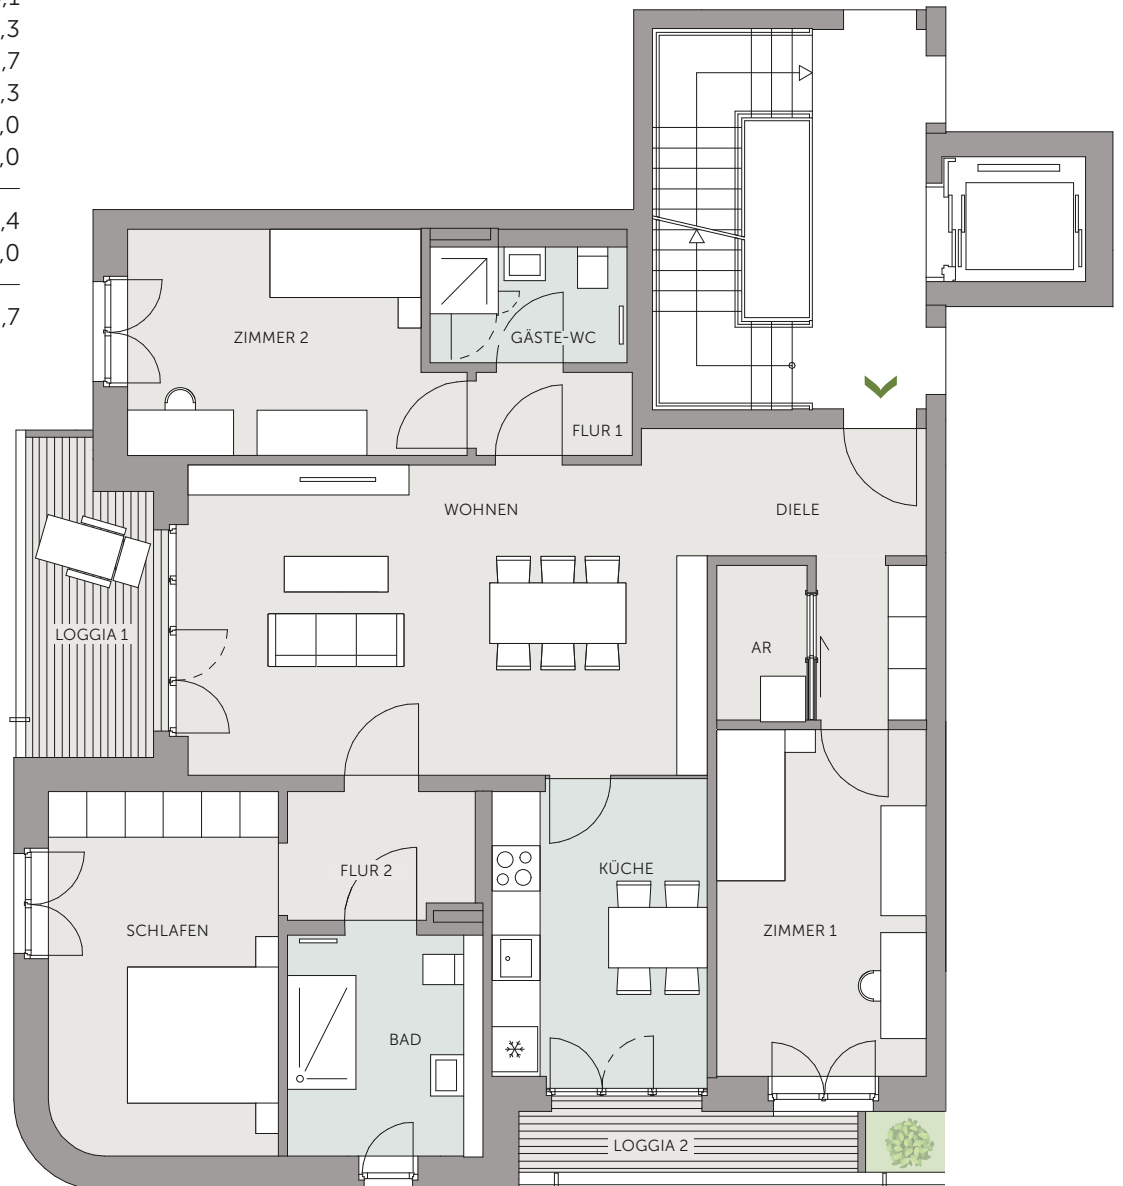 ,3
,7
,3
,0
,0
,4
,0
,7
ZIMMER 2
GÄSTE-WC
FLUR 1
WOHNEN
DIELE
LOGGIA 1
AR
FLUR 2
KÜCHE
SCHLAFEN
ZIMMER 1
BAD
LOGGIA 2